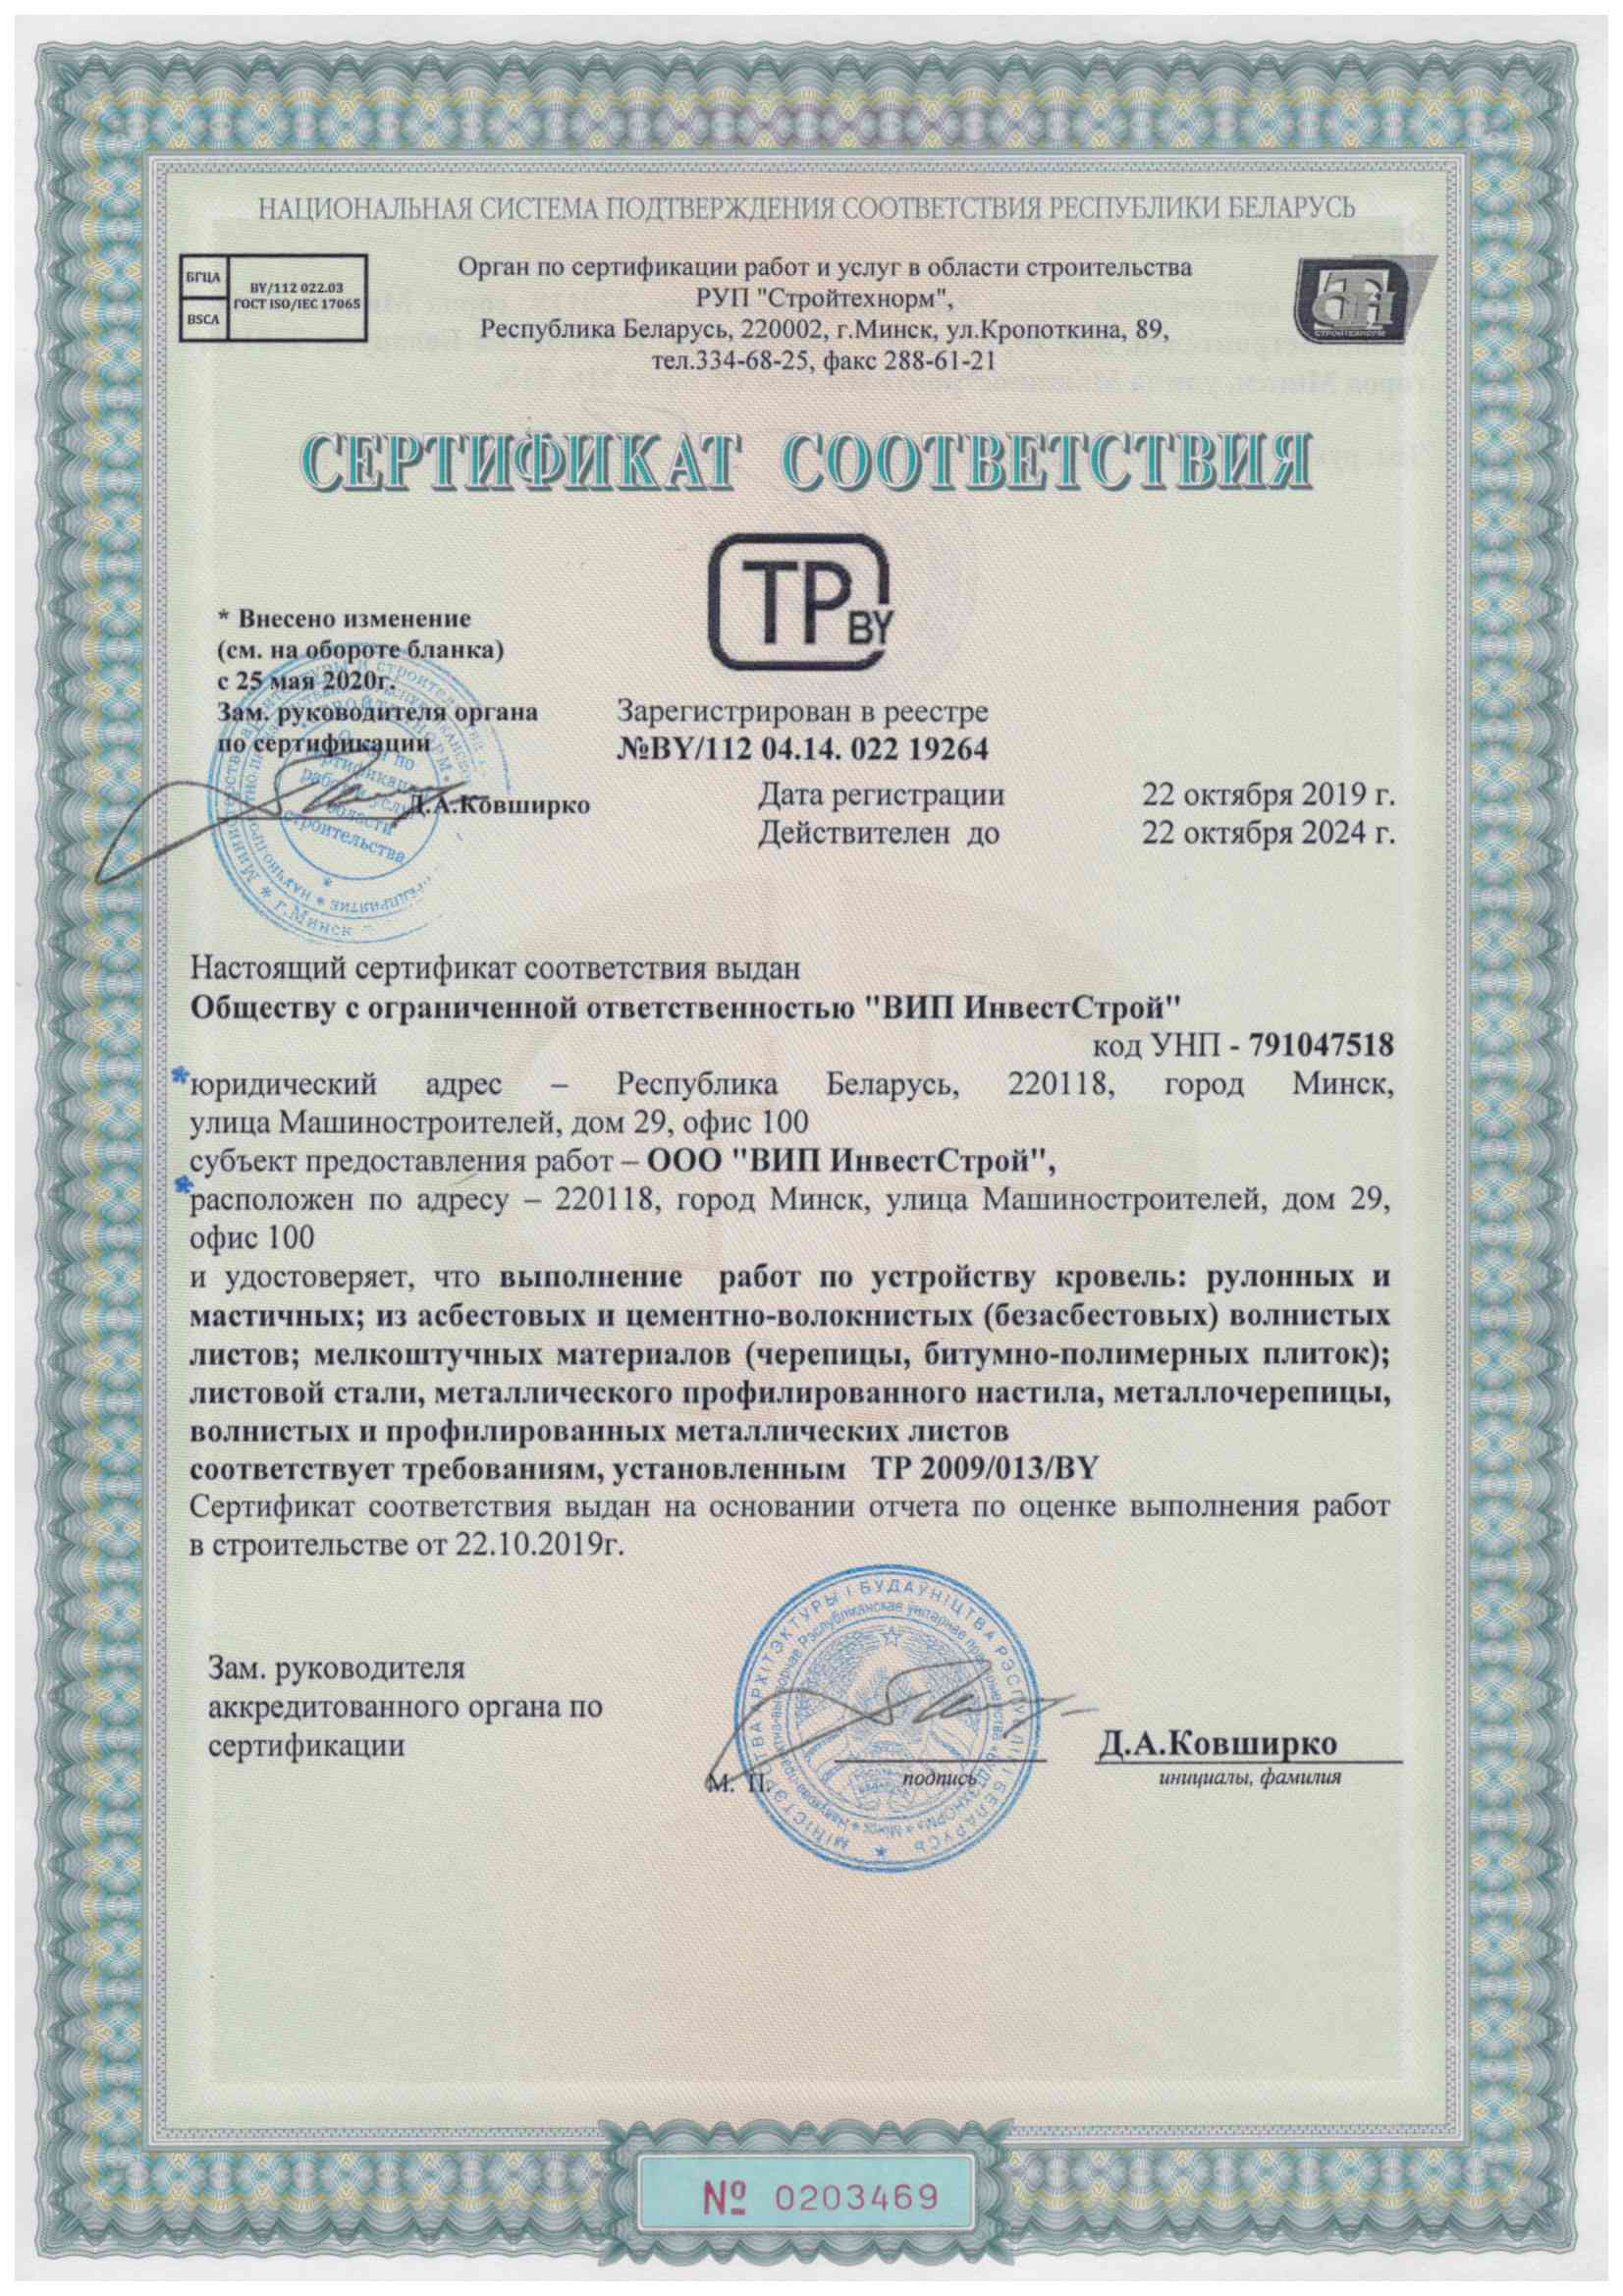 НАЦИОНАЛЬНАЯ СИСТЕМА ПОДТВЕРЖДЕНИЯ СООТВЕТСТВИЯ РЕСПУБЛИКИ БЕЛАРУСЬ
БГЦА
BSCA
BY/112 022.03
ГОСТ ISO/IEC 17065
Орган по сертификации работ и услуг в области строительства
РУП "Стройтехнорм",
Республика Беларусь, 220002, г.Минск, ул.Кропоткина, 89,
тел.334-68-25, факс 288-61-21
СТН
СТРОЙТЕХНОРМ
СЕРТИФИКАТ СООТВЕТСТВИЯ
ТР BY
* Внесено изменение
(см. на обороте бланка)
с 25 мая 2020г.
Зам. руководителя органа
по сертификации
Д.А.Ковширко
Зарегистрирован в реестре
№BY/112 04.14. 022 19264
Дата регистрации 22 октября 2019 г.
Действителен до 22 октября 2024 г.
Настоящий сертификат соответствия выдан
Обществу с ограниченной ответственностью "ВИП ИнвестСтрой"
код УНП - 791047518
*юридический адрес – Республика Беларусь, 220118, город Минск,
улица Машиностроителей, дом 29, офис 100
субъект предоставления работ – ООО "ВИП ИнвестСтрой",
*расположен по адресу – 220118, город Минск, улица Машиностроителей, дом 29,
офис 100
и удостоверяет, что выполнение работ по устройству кровель: рулонных и
мастичных; из асбестовых и цементно-волокнистых (безасбестовых) волнистых
листов; мелкоштучных материалов (черепицы, битумно-полимерных плиток);
листовой стали, металлического профилированного настила, металлочерепицы,
волнистых и профилированных металлических листов
соответствует требованиям, установленным ТР 2009/013/BY
Сертификат соответствия выдан на основании отчета по оценке выполнения работ
в строительстве от 22.10.2019г.
Зам. руководителя
аккредитованного органа по
сертификации
М. П.
подпись
Д.А.Ковширко
инициалы, фамилия
МІНІСТЭРСТВА АРХІТЭКТУРЫ І БУДАЎНІЦТВА РЭСПУБЛІКІ БЕЛАРУСЬ
№ 0203469